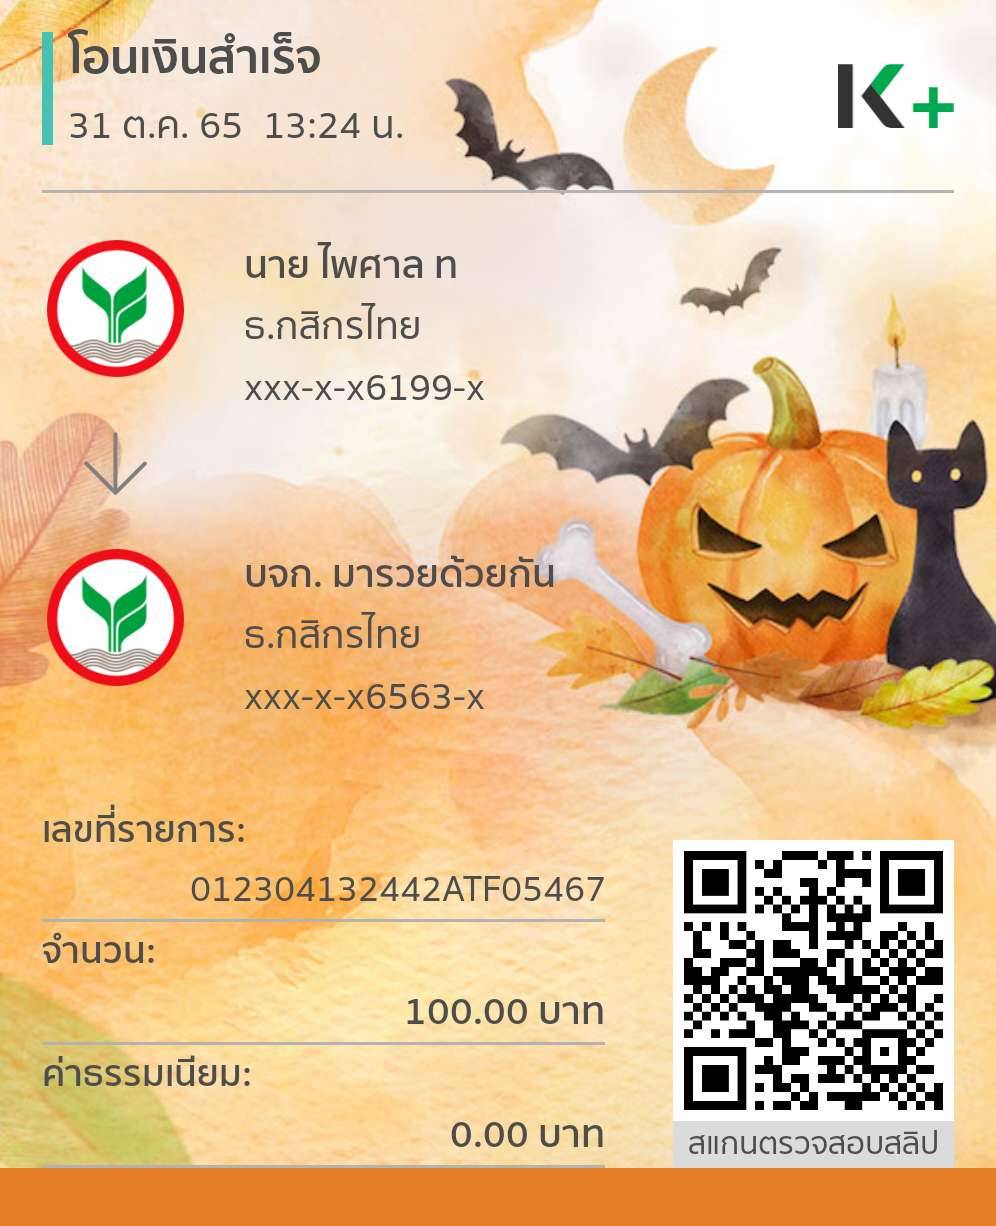 โอนเงินสำเร็จ
31 ต.ค. 65 13:24 น.
K+
นาย ไพศาล ท
ธ.กสิกรไทย
xxx-x-x6199-x
บจก. มารวยด้วยกัน
ธ.กสิกรไทย
xxx-x-x6563-x
เลขที่รายการ:
012304132442ATF05467
จำนวน:
100.00 บาท
ค่าธรรมเนียม:
0.00 บาท
สแกนตรวจสอบสลิป